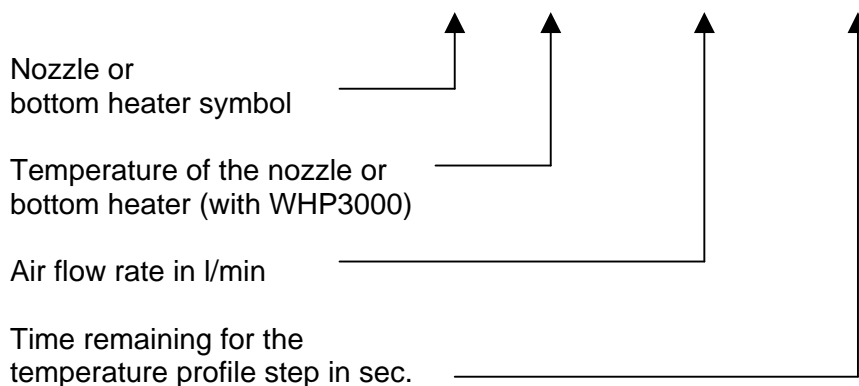 Nozzle or
bottom heater symbol
Temperature of the nozzle or
bottom heater (with WHP3000)
Air flow rate in l/min
Time remaining for the
temperature profile step in sec.